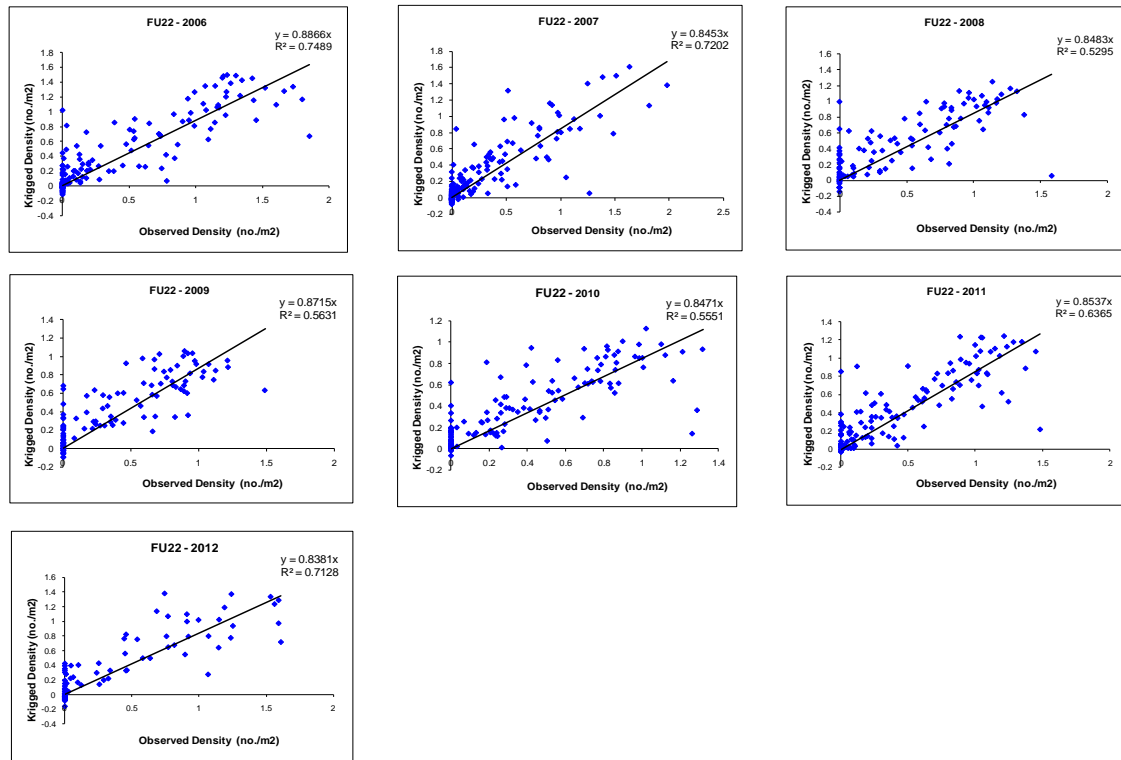 FU22 - 2006
y = 0.8866x
R² = 0.7489
Krigged Density (no./m2)
1.8
1.6
1.4
1.2
1
0.8
0.6
0.4
0.2
0
-0.2
-0.4
0 0.5 1 1.5 2
Observed Density (no./m2)
FU22 - 2007
y = 0.8453x
R² = 0.7202
Krigged Density (no./m2)
1.8
1.6
1.4
1.2
1
0.8
0.6
0.4
0.2
0
-0.2
0 0.5 1 1.5 2 2.5
Observed Density (no./m2)
FU22 - 2008
y = 0.8483x
R² = 0.5295
Krigged Density (no./m2)
1.6
1.4
1.2
1
0.8
0.6
0.4
0.2
0
-0.2
-0.4
0 0.5 1 1.5 2
Observed Density (no./m2)
FU22 - 2009
y = 0.8715x
R² = 0.5631
Krigged Density (no./m2)
1.4
1.2
1
0.8
0.6
0.4
0.2
0
-0.2
0 0.5 1 1.5 2
Observed Density (no./m2)
FU22 - 2010
y = 0.8471x
R² = 0.5551
Krigged Density (no./m2)
1.2
1
0.8
0.6
0.4
0.2
0
-0.2
0 0.2 0.4 0.6 0.8 1 1.2 1.4
Observed Density (no./m2)
FU22 - 2011
y = 0.8537x
R² = 0.6365
Krigged Density (no./m2)
1.4
1.2
1
0.8
0.6
0.4
0.2
0
-0.2
0 0.5 1 1.5 2
Observed Density (no./m2)
FU22 - 2012
y = 0.8381x
R² = 0.7128
Krigged Density (no./m2)
1.6
1.4
1.2
1
0.8
0.6
0.4
0.2
0
-0.2
-0.4
0 0.5 1 1.5 2
Observed Density (no./m2)